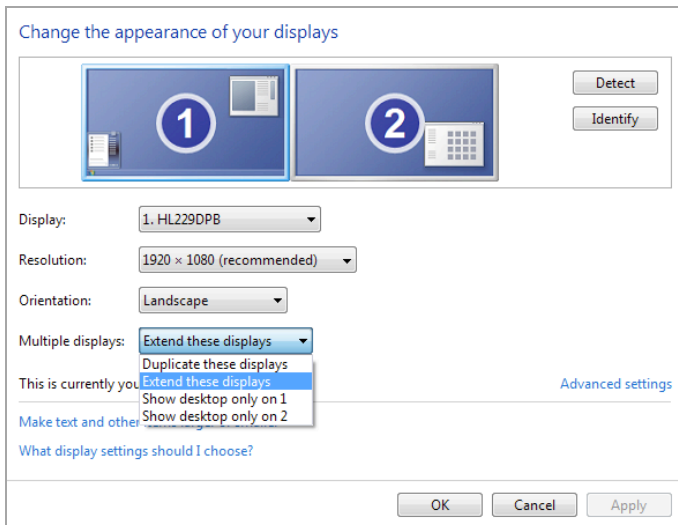 Change the appearance of your displays
1
2
Detect
Identify
Display: 1. HL229DPB
Resolution: 1920 × 1080 (recommended)
Orientation: Landscape
Multiple displays: Extend these displays
Duplicate these displays
This is currently you
Extend these displays
Advanced settings
Show desktop only on 1
Show desktop only on 2
Make text and othe
What display settings should I choose?
OK Cancel Apply